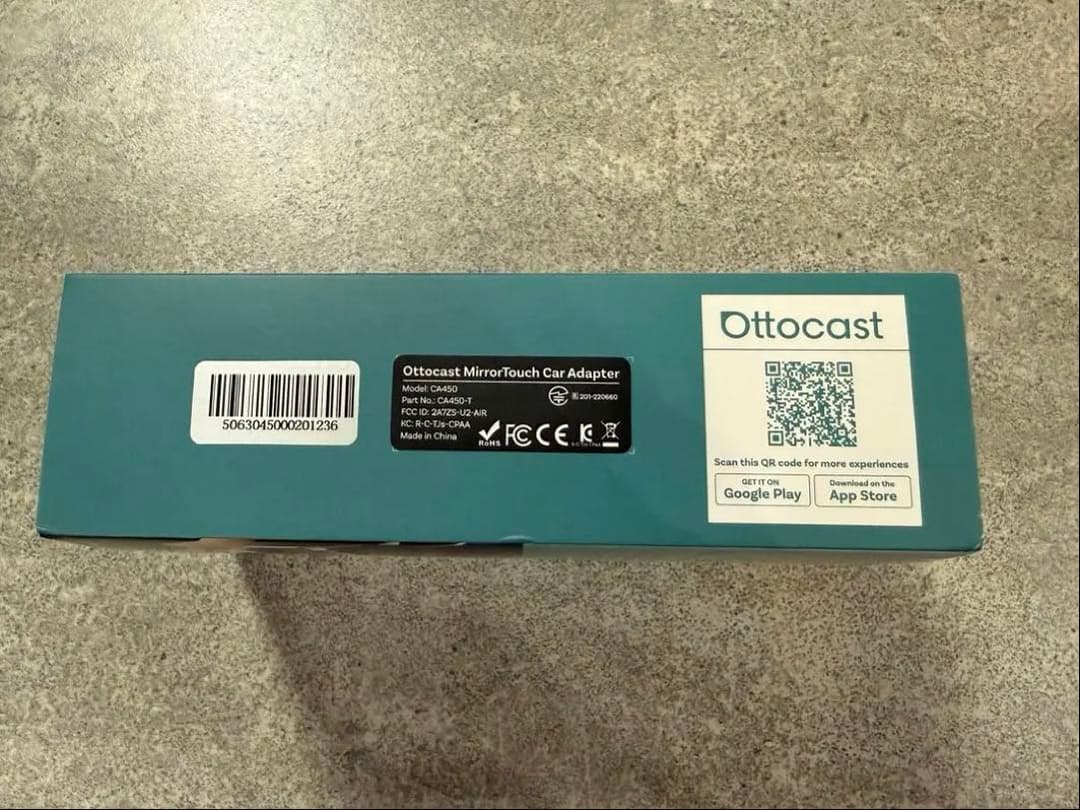 5063045000201236
Ottocast MirrorTouch Car Adapter
Model: CA450
Part No.: CA450-T
FCC ID: 2A7ZS-U2-AIR
KC: R-C-TJs-CPAA
Made in China
R 201-220660
RoHS
FC CE
Ottocast
Scan this QR code for more experiences
GET IT ON
Google Play
Download on the
App Store